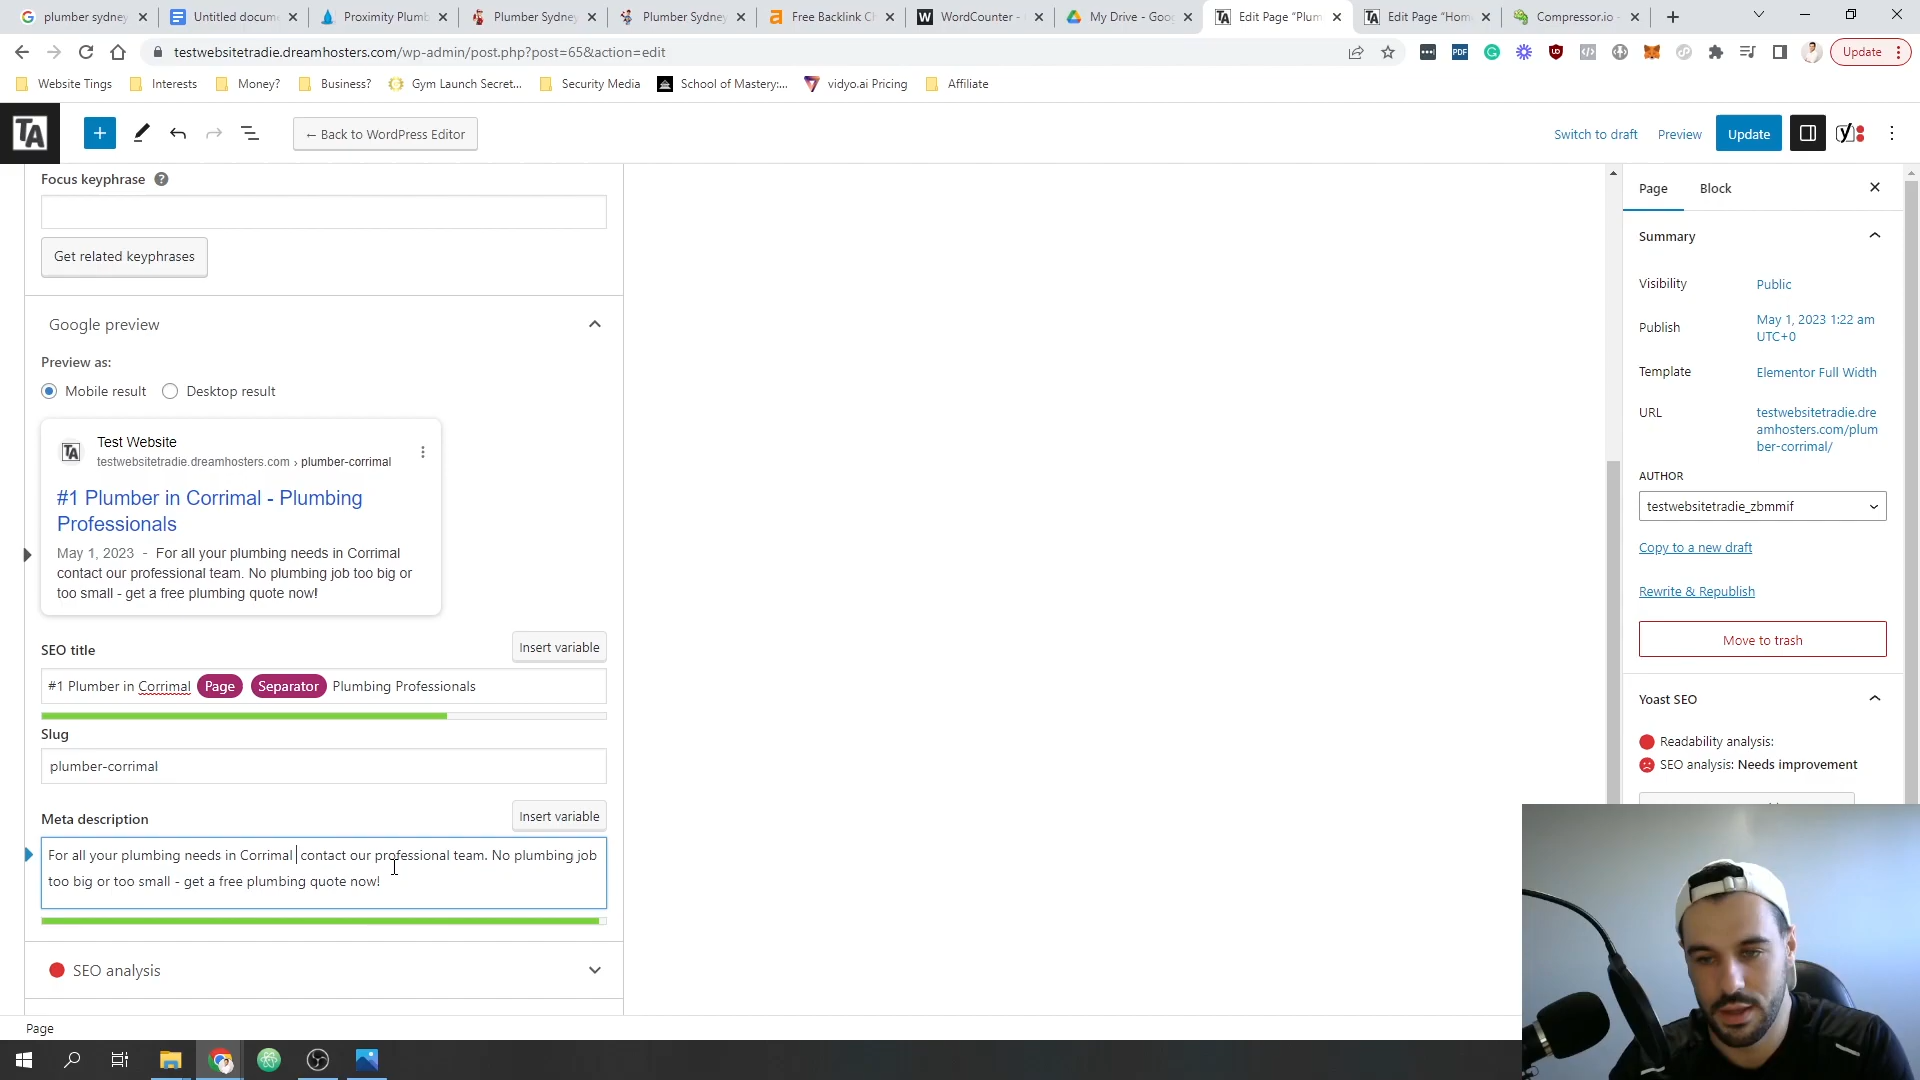 plumber sydney
Untitled docume
Proximity Plumb
Plumber Sydney
Plumber Sydney
Free Backlink Ch
WordCounter -
My Drive - Goog
Edit Page "Plum
Edit Page "Hom
Compressor.io -
testwebsitetradie.dreamhosters.com/wp-admin/post.php?post=65&action=edit
Update
Website Tings
Interests
Money?
Business?
Gym Launch Secret...
Security Media
School of Mastery:...
vidyo.ai Pricing
Affiliate
TA
← Back to WordPress Editor
Switch to draft
Preview
Update
Focus keyphrase
Get related keyphrases
Google preview
Preview as:
Mobile result
Desktop result
TA
Test Website
testwebsitetradie.dreamhosters.com › plumber-corrimal
#1 Plumber in Corrimal - Plumbing
Professionals
May 1, 2023 - For all your plumbing needs in Corrimal
contact our professional team. No plumbing job too big or
too small - get a free plumbing quote now!
SEO title
Insert variable
#1 Plumber in Corrimal Page Separator Plumbing Professionals
Slug
plumber-corrimal
Meta description
Insert variable
For all your plumbing needs in Corrimal contact our professional team. No plumbing job
too big or too small - get a free plumbing quote now!
SEO analysis
Page
Page
Block
Summary
Visibility
Public
Publish
May 1, 2023 1:22 am
UTC+0
Template
Elementor Full Width
URL
testwebsitetradie.dre
amhosters.com/plum
ber-corrimal/
AUTHOR
testwebsitetradie_zbmmif
Copy to a new draft
Rewrite & Republish
Move to trash
Yoast SEO
Readability analysis:
SEO analysis: Needs improvement